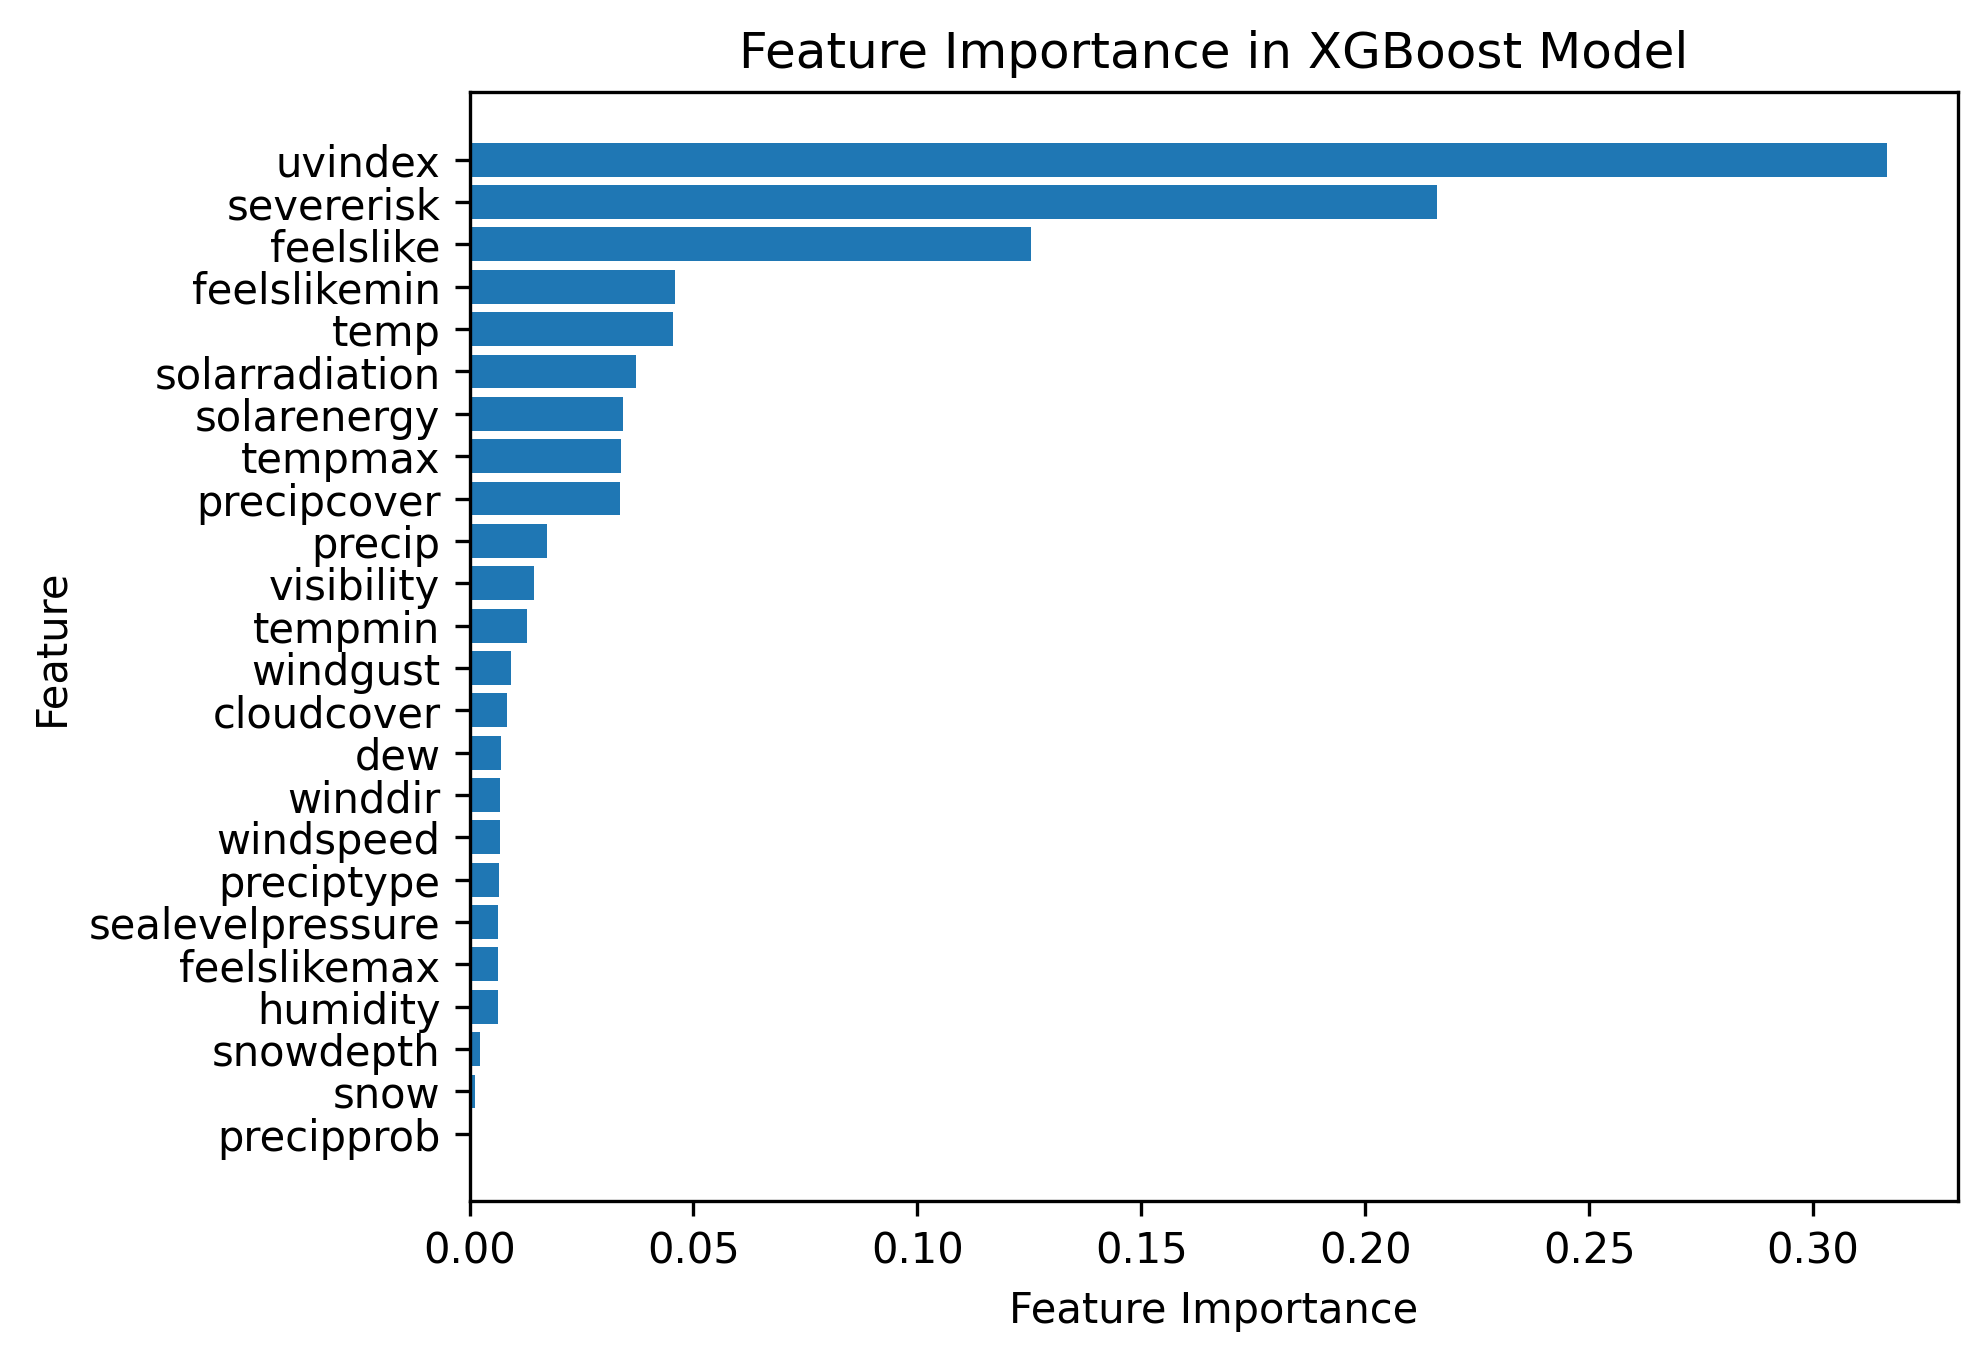 Feature Importance in XGBoost Model
Feature
uvindex
severerisk
feelslike
feelslikemin
temp
solarradiation
solarenergy
tempmax
precipcover
precip
visibility
tempmin
windgust
cloudcover
dew
winddir
windspeed
preciptype
sealevelpressure
feelslikemax
humidity
snowdepth
snow
precipprob
0.00 0.05 0.10 0.15 0.20 0.25 0.30
Feature Importance